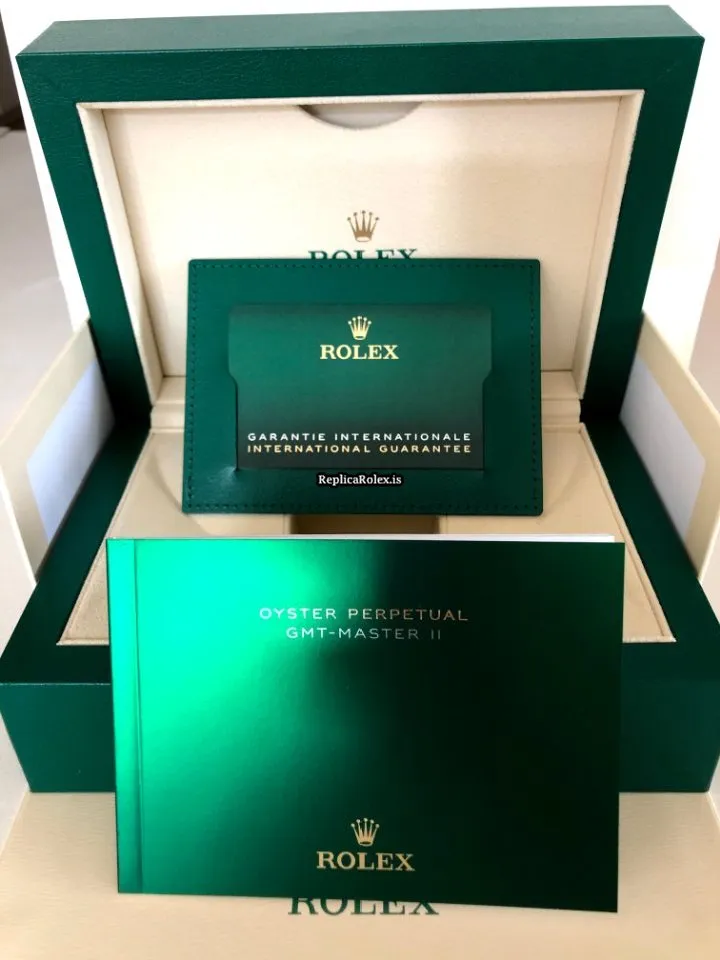 ROLEX
ROLEX
GARANTIE INTERNATIONALE
INTERNATIONAL GUARANTEE
ReplicaRolex.is
OYSTER PERPETUAL
GMT-MASTER II
ROLEX
ROLEX